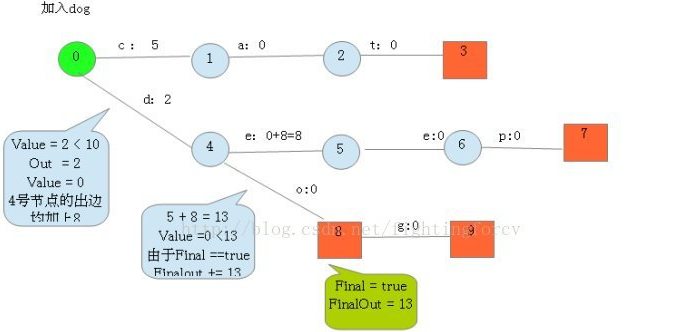 加入dog
c： 5
a：0
t：0
0
1
2
3
d：2
e：0+8=8
e:0
p:0
4
5
6
7
Value = 2 < 10
Out = 2
Value = 0
4号节点的出边
均加上8
o:0
g:0
8
9
5 + 8 = 13
Value =0 <13
由于Final ==true
Finalout += 13
Final = true
FinalOut = 13
http://blog.csdn.net/fightingforcv